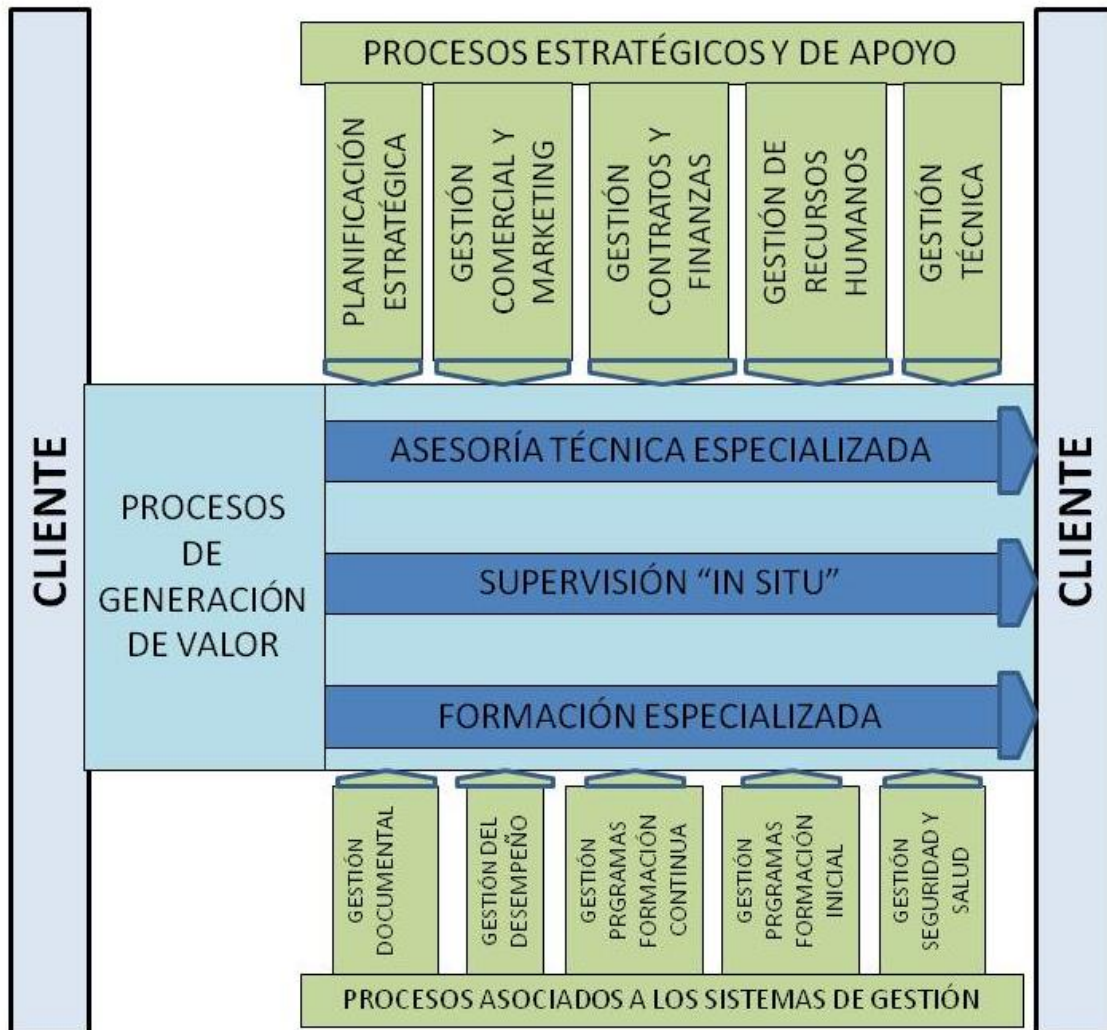 PROCESOS ESTRATÉGICOS Y DE APOYO
PLANIFICACIÓN
ESTRATÉGICA
GESTIÓN
COMERCIAL Y
MARKETING
GESTIÓN
CONTRATOS Y
FINANZAS
GESTIÓN DE
RECURSOS
HUMANOS
GESTIÓN
TÉCNICA
CLIENTE
PROCESOS
DE
GENERACIÓN
DE VALOR
ASESORÍA TÉCNICA ESPECIALIZADA
SUPERVISIÓN “IN SITU”
FORMACIÓN ESPECIALIZADA
CLIENTE
GESTIÓN
DOCUMENTAL
GESTIÓN DEL
DESEMPEÑO
GESTIÓN
PRGRAMAS
FORMACIÓN
CONTINUA
GESTIÓN
PRGRAMAS
FORMACIÓN
INICIAL
GESTIÓN
SEGURIDAD Y
SALUD
PROCESOS ASOCIADOS A LOS SISTEMAS DE GESTIÓN